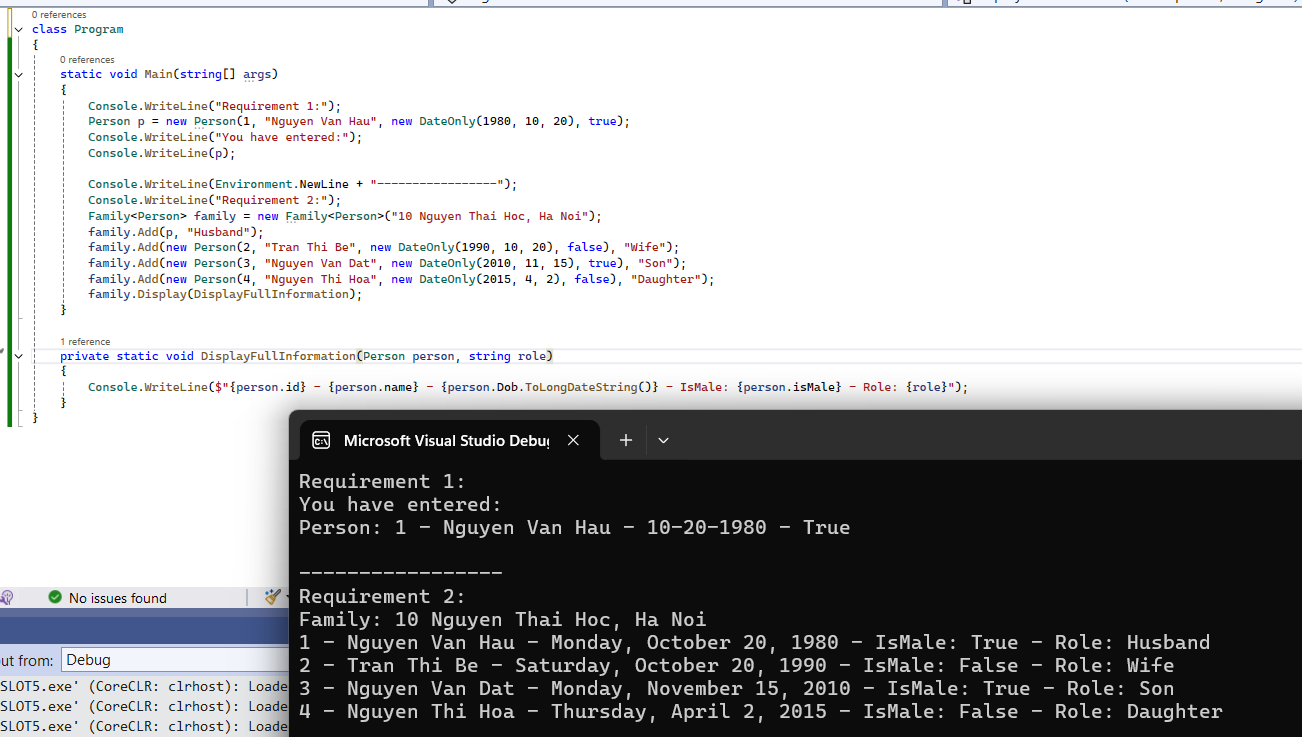 0 references
class Program
{
0 references
static void Main(string[] args)
{
Console.WriteLine("Requirement 1:");
Person p = new Person(1, "Nguyen Van Hau", new DateOnly(1980, 10, 20), true);
Console.WriteLine("You have entered:");
Console.WriteLine(p);
Console.WriteLine(Environment.NewLine + "-----------------");
Console.WriteLine("Requirement 2:");
Family<Person> family = new Family<Person>("10 Nguyen Thai Hoc, Ha Noi");
family.Add(p, "Husband");
family.Add(new Person(2, "Tran Thi Be", new DateOnly(1990, 10, 20), false), "Wife");
family.Add(new Person(3, "Nguyen Van Dat", new DateOnly(2010, 11, 15), true), "Son");
family.Add(new Person(4, "Nguyen Thi Hoa", new DateOnly(2015, 4, 2), false), "Daughter");
family.Display(DisplayFullInformation);
}
1 reference
private static void DisplayFullInformation(Person person, string role)
{
Console.WriteLine($"{person.id} - {person.name} - {person.Dob.ToLongDateString()} - IsMale: {person.isMale} - Role: {role}");
}
}
Microsoft Visual Studio Debug
Requirement 1:
You have entered:
Person: 1 - Nguyen Van Hau - 10-20-1980 - True
-----------------
Requirement 2:
Family: 10 Nguyen Thai Hoc, Ha Noi
1 - Nguyen Van Hau - Monday, October 20, 1980 - IsMale: True - Role: Husband
2 - Tran Thi Be - Saturday, October 20, 1990 - IsMale: False - Role: Wife
3 - Nguyen Van Dat - Monday, November 15, 2010 - IsMale: True - Role: Son
4 - Nguyen Thi Hoa - Thursday, April 2, 2015 - IsMale: False - Role: Daughter
No issues found
ut from: Debug
SLOT5.exe' (CoreCLR: clrhost): Loade
SLOT5.exe' (CoreCLR: clrhost): Loade
SLOT5.exe' (CoreCLR: clrhost): Loade